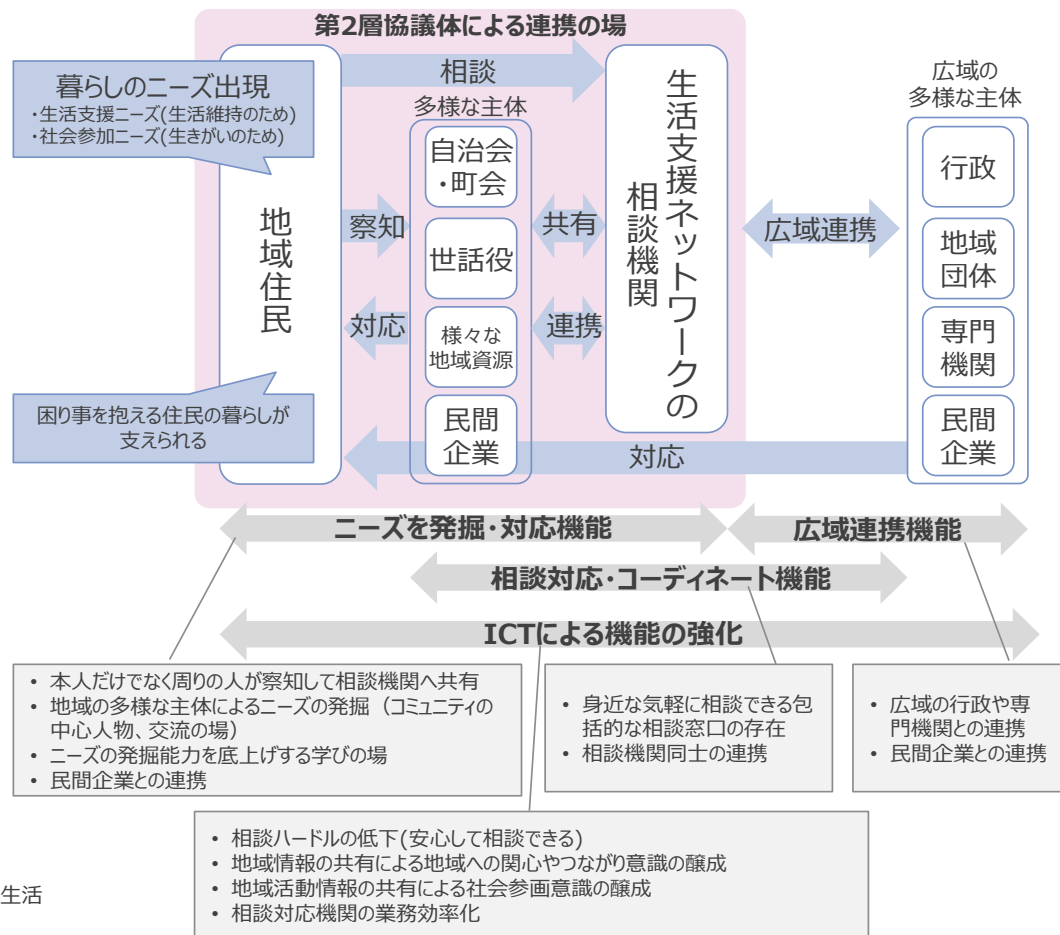 第2層協議体による連携の場
暮らしのニーズ出現
・生活支援ニーズ(生活維持のため)
・社会参加ニーズ(生きがいのため)
相談
広域の
多様な主体
多様な主体
地域住民
自治会
・町会
世話役
様々な
地域資源
民間
企業
察知
対応
共有
連携
生活支援ネットワークの
相談機関
広域連携
行政
地域
団体
専門
機関
民間
企業
困り事を抱える住民の暮らしが
支えられる
対応
ニーズを発掘・対応機能
広域連携機能
相談対応・コーディネート機能
ICTによる機能の強化
• 本人だけでなく周りの人が察知して相談機関へ共有
• 地域の多様な主体によるニーズの発掘（コミュニティの
中心人物、交流の場）
• ニーズの発掘能力を底上げする学びの場
• 民間企業との連携
• 身近な気軽に相談できる包
括的な相談窓口の存在
• 相談機関同士の連携
• 広域の行政や専
門機関との連携
• 民間企業との連携
• 相談ハードルの低下(安心して相談できる)
• 地域情報の共有による地域への関心やつながり意識の醸成
• 地域活動情報の共有による社会参画意識の醸成
• 相談対応機関の業務効率化
生活